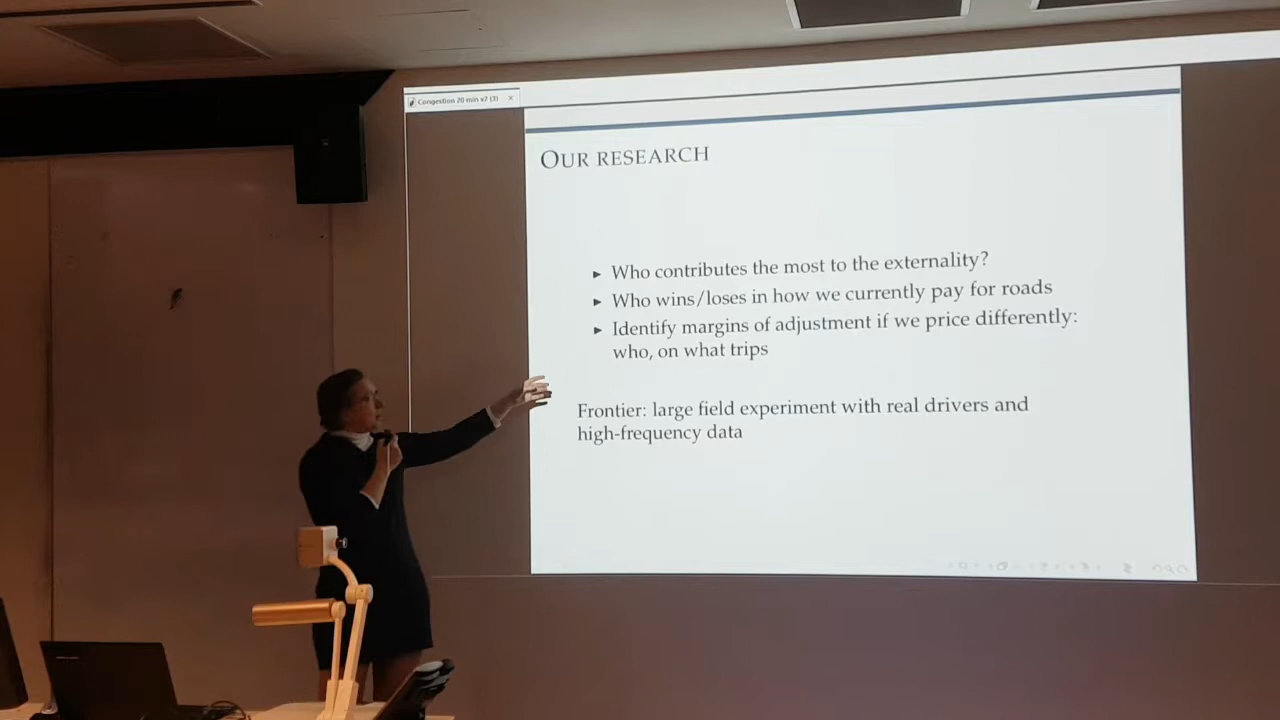 Congestion 20 min v7 (3)
OUR RESEARCH
► Who contributes the most to the externality?
► Who wins/loses in how we currently pay for roads
► Identify margins of adjustment if we price differently:
who, on what trips
Frontier: large field experiment with real drivers and
high-frequency data